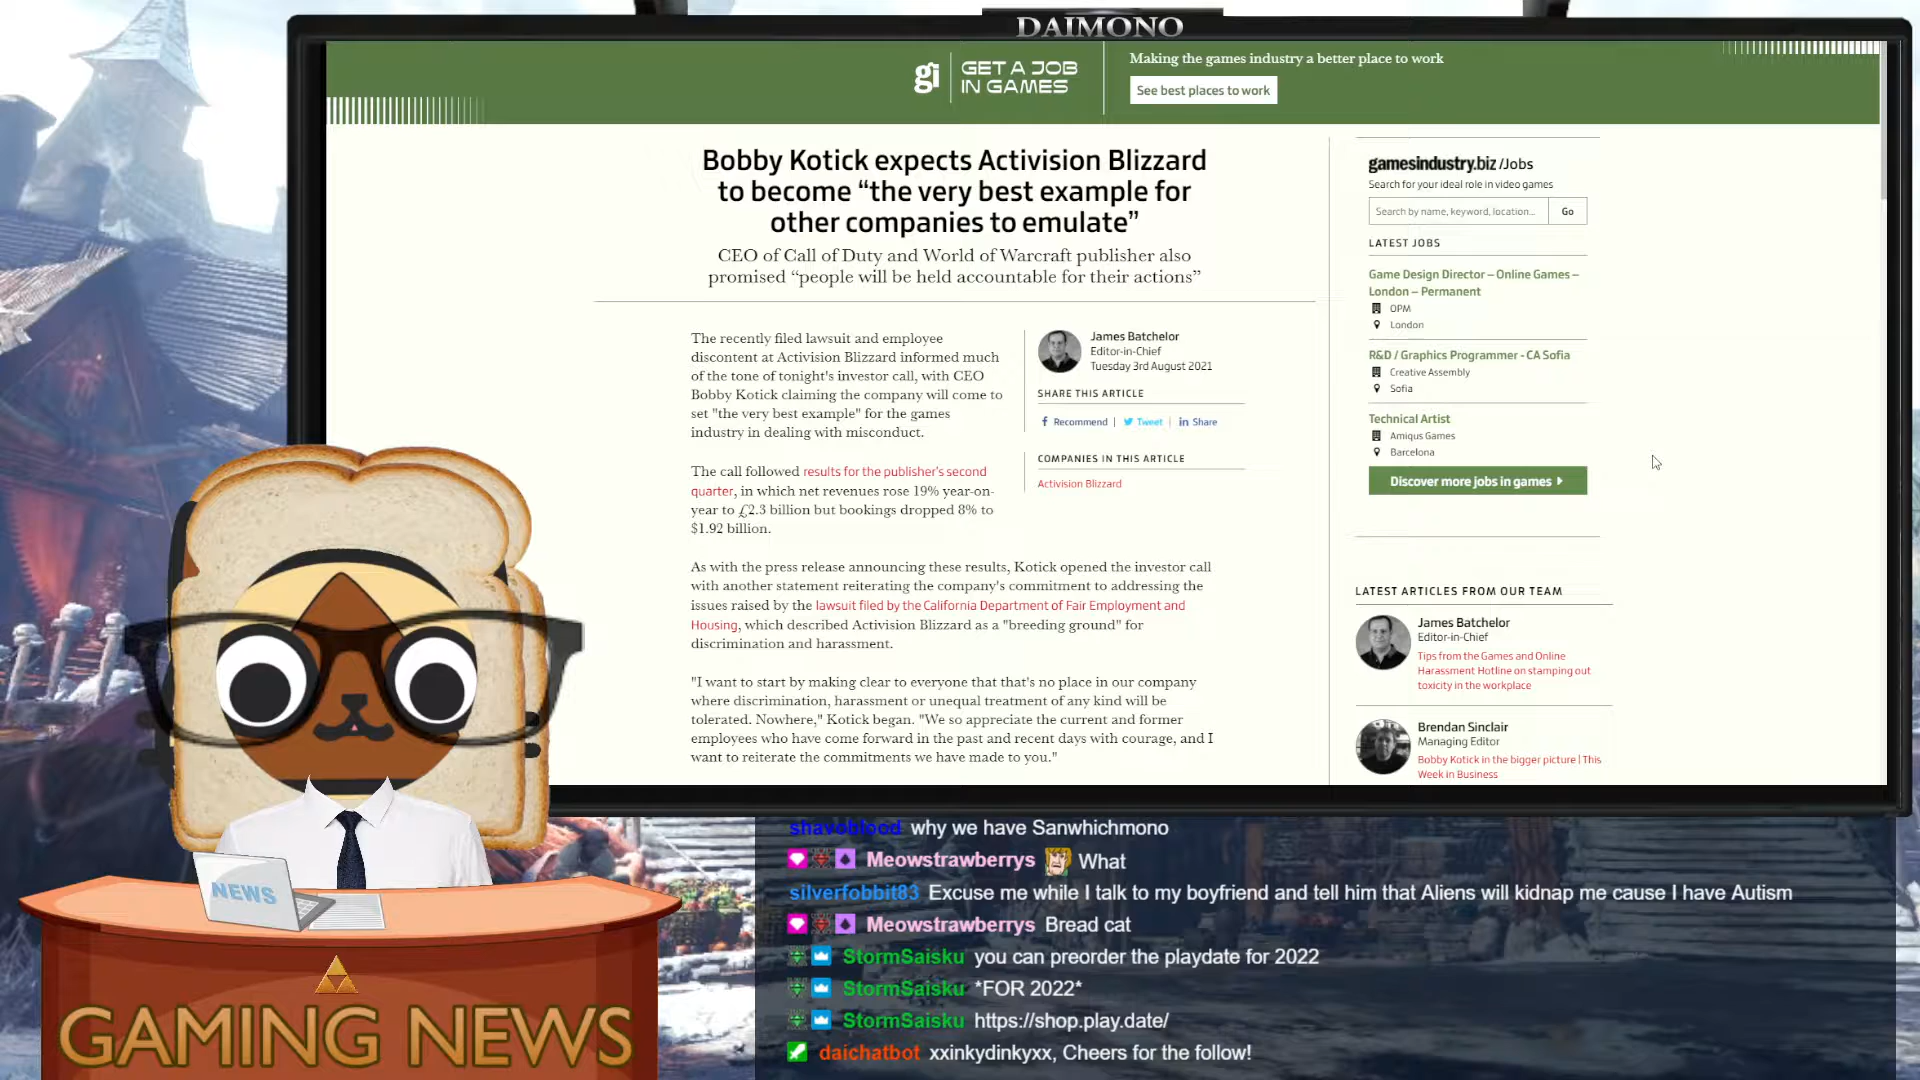 DAIMONO
gi
GET A JOB
IN GAMES
Making the games industry a better place to work
See best places to work
Bobby Kotick expects Activision Blizzard
to become “the very best example for
other companies to emulate”
CEO of Call of Duty and World of Warcraft publisher also
promised “people will be held accountable for their actions”
The recently filed lawsuit and employee
discontent at Activision Blizzard informed much
of the tone of tonight's investor call, with CEO
Bobby Kotick claiming the company will come to
set "the very best example" for the games
industry in dealing with misconduct.
The call followed results for the publisher's second
quarter, in which net revenues rose 19% year-on-
year to £2.3 billion but bookings dropped 8% to
$1.92 billion.
James Batchelor
Editor-in-Chief
Tuesday 3rd August 2021
SHARE THIS ARTICLE
Recommend | Tweet | in Share
COMPANIES IN THIS ARTICLE
Activision Blizzard
As with the press release announcing these results, Kotick opened the investor call
with another statement reiterating the company's commitment to addressing the
issues raised by the lawsuit filed by the California Department of Fair Employment and
Housing, which described Activision Blizzard as a "breeding ground" for
discrimination and harassment.
"I want to start by making clear to everyone that that's no place in our company
where discrimination, harassment or unequal treatment of any kind will be
tolerated. Nowhere," Kotick began. "We so appreciate the current and former
employees who have come forward in the past and recent days with courage, and I
want to reiterate the commitments we have made to you."
gamesindustry.biz /Jobs
Search for your ideal role in video games
Search by name, keyword, location...
Go
LATEST JOBS
Game Design Director – Online Games –
London – Permanent
OPM
London
R&D / Graphics Programmer - CA Sofia
Creative Assembly
Sofia
Technical Artist
Amiqus Games
Barcelona
Discover more jobs in games
LATEST ARTICLES FROM OUR TEAM
James Batchelor
Editor-in-Chief
Tips from the Games and Online
Harassment Hotline on stamping out
toxicity in the workplace
Brendan Sinclair
Managing Editor
Bobby Kotick in the bigger picture | This
Week in Business
NEWS
GAMING NEWS
shavoblood why we have Sanwhichmono
Meowstrawberrys What
silverfobbit83 Excuse me while I talk to my boyfriend and tell him that Aliens will kidnap me cause I have Autism
Meowstrawberrys Bread cat
StormSaisku you can preorder the playdate for 2022
StormSaisku *FOR 2022*
StormSaisku https://shop.play.date/
daichatbot xxinkydinkyxx, Cheers for the follow!